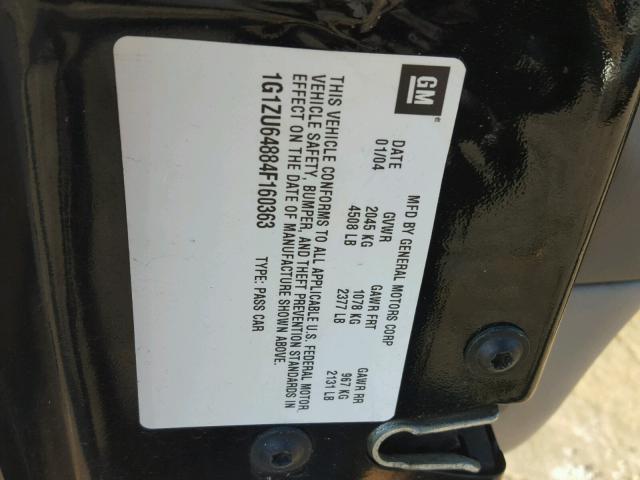 GM
MFD BY GENERAL MOTORS CORP
DATE GVWR GAWR FRT GAWR RR
01/04 2045 KG 1078 KG 967 KG
4508 LB 2377 LB 2131 LB
THIS VEHICLE CONFORMS TO ALL APPLICABLE U.S. FEDERAL MOTOR
VEHICLE SAFETY, BUMPER, AND THEFT PREVENTION STANDARDS IN
EFFECT ON THE DATE OF MANUFACTURE SHOWN ABOVE.
1G1ZU64884F160363 TYPE: PASS CAR